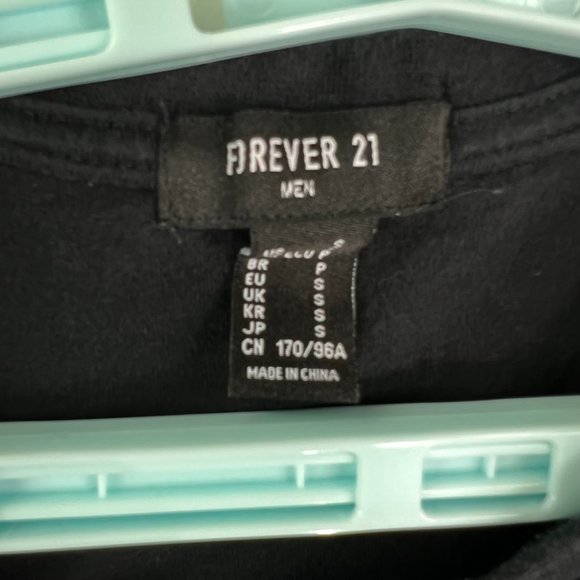 FOREVER 21
MEN
S
P
BR P
EU S
UK S
KR S
JP S
CN 170/96A
MADE IN CHINA